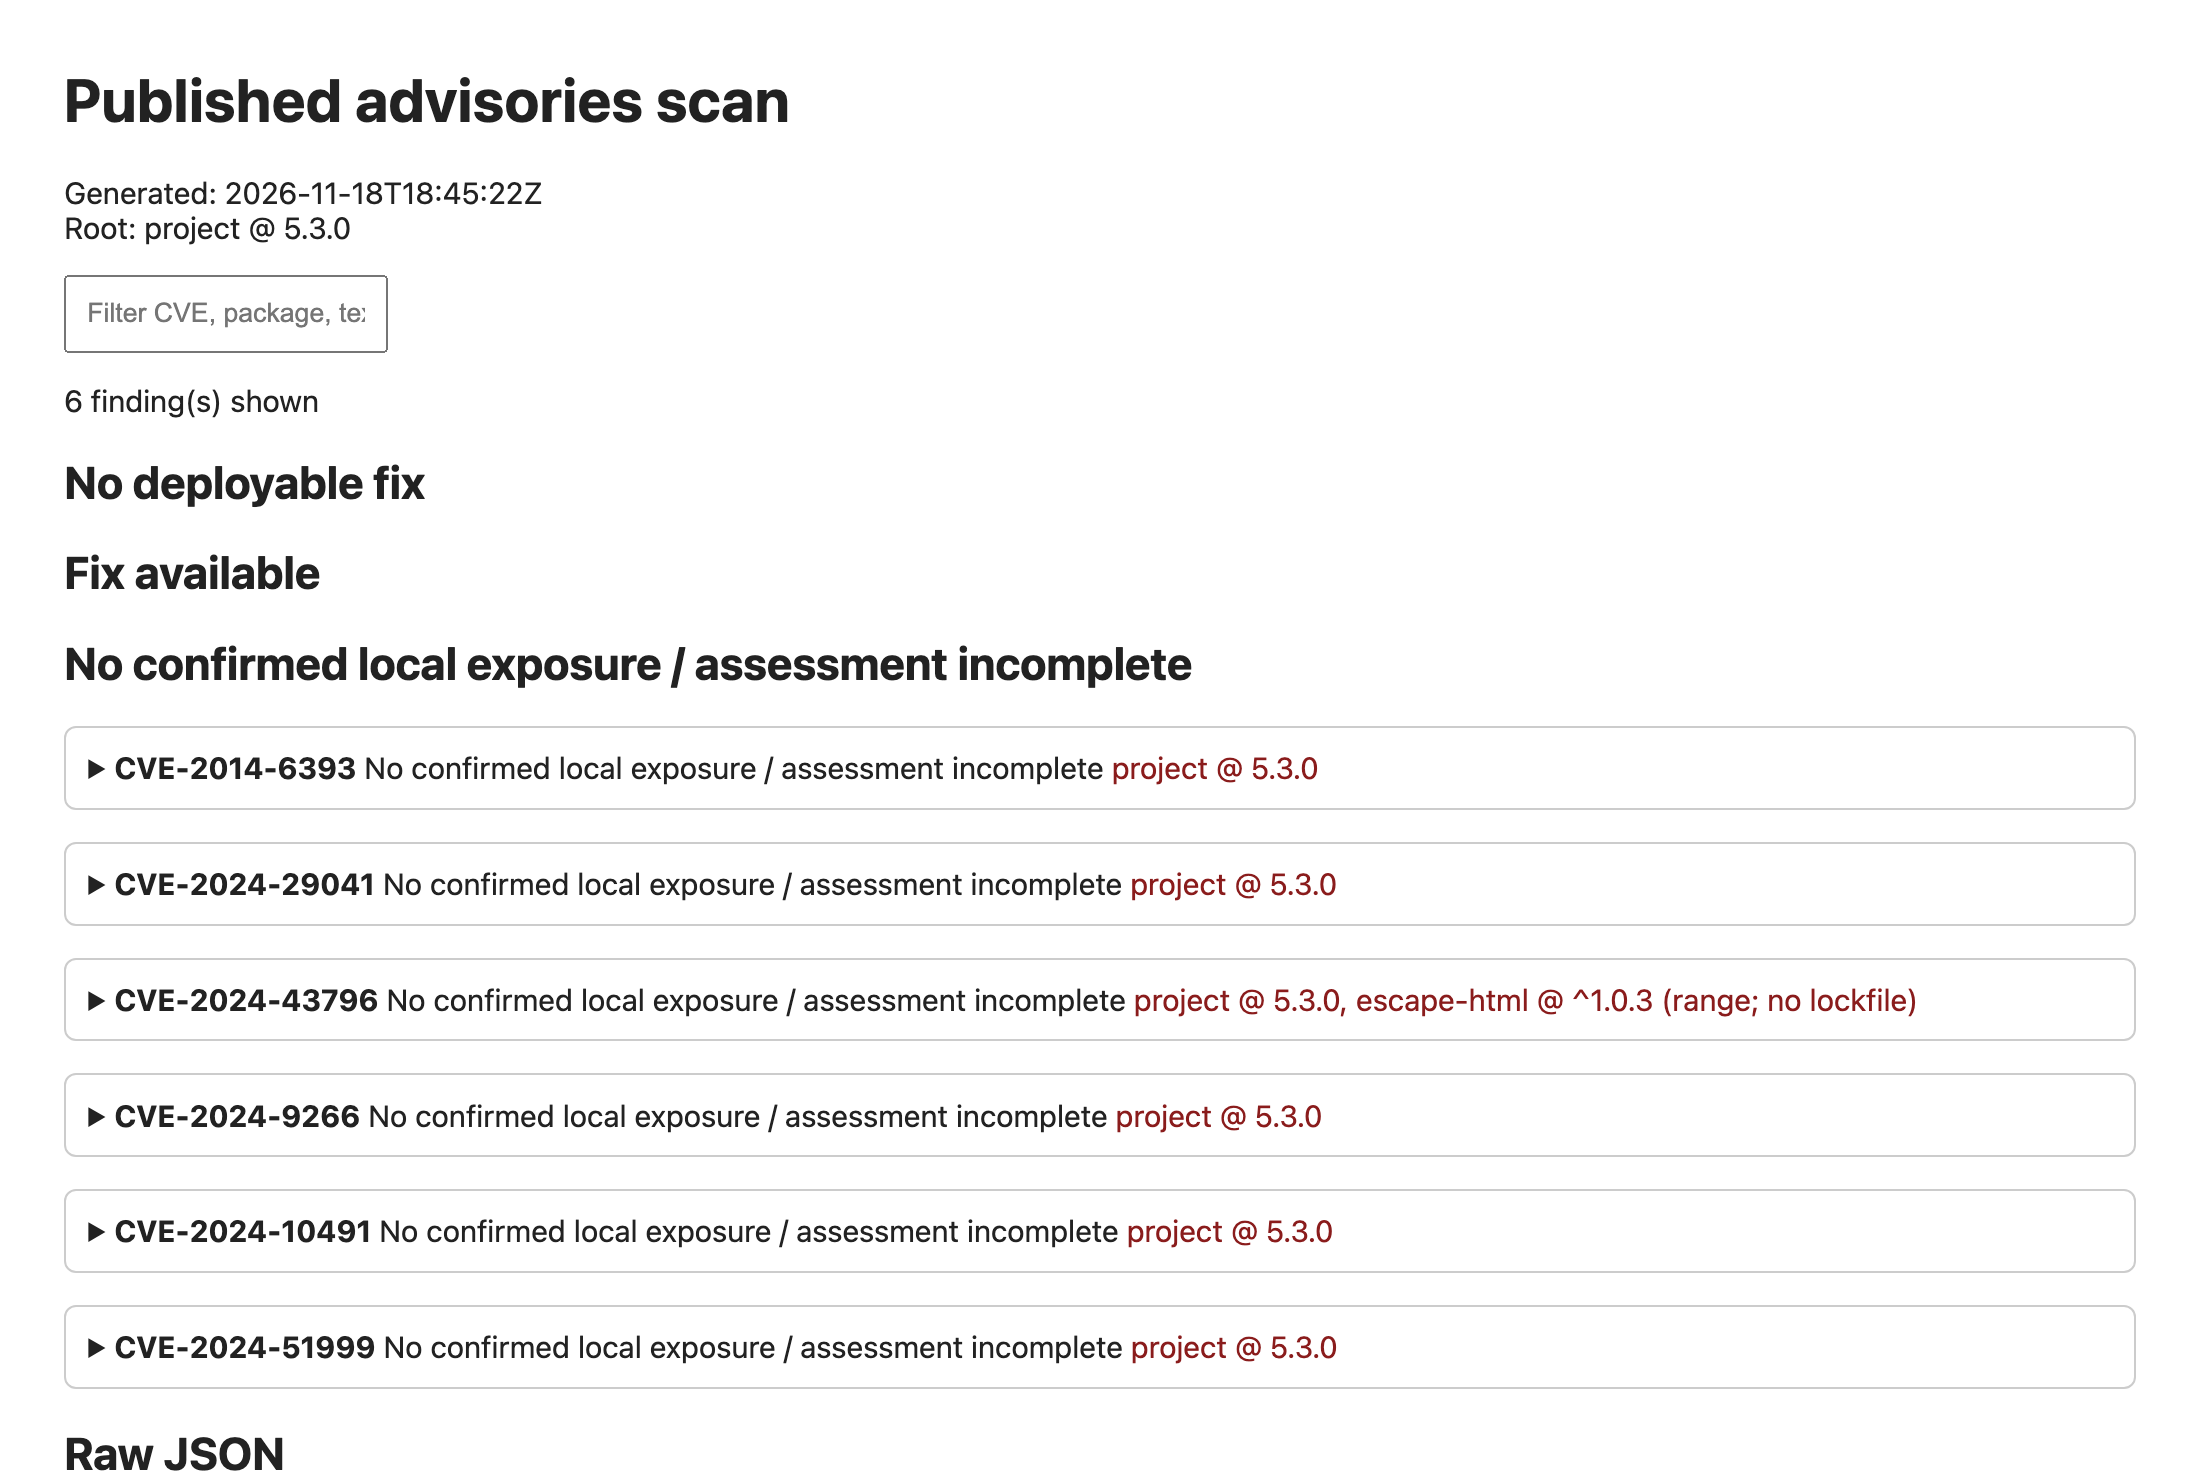 Published advisories scan
Generated: 2026-11-18T18:45:22Z
Root: project @ 5.3.0
Filter CVE, package, te
6 finding(s) shown
No deployable fix
Fix available
No confirmed local exposure / assessment incomplete
▶ CVE-2014-6393 No confirmed local exposure / assessment incomplete project @ 5.3.0
▶ CVE-2024-29041 No confirmed local exposure / assessment incomplete project @ 5.3.0
▶ CVE-2024-43796 No confirmed local exposure / assessment incomplete project @ 5.3.0, escape-html @ ^1.0.3 (range; no lockfile)
▶ CVE-2024-9266 No confirmed local exposure / assessment incomplete project @ 5.3.0
▶ CVE-2024-10491 No confirmed local exposure / assessment incomplete project @ 5.3.0
▶ CVE-2024-51999 No confirmed local exposure / assessment incomplete project @ 5.3.0
Raw JSON